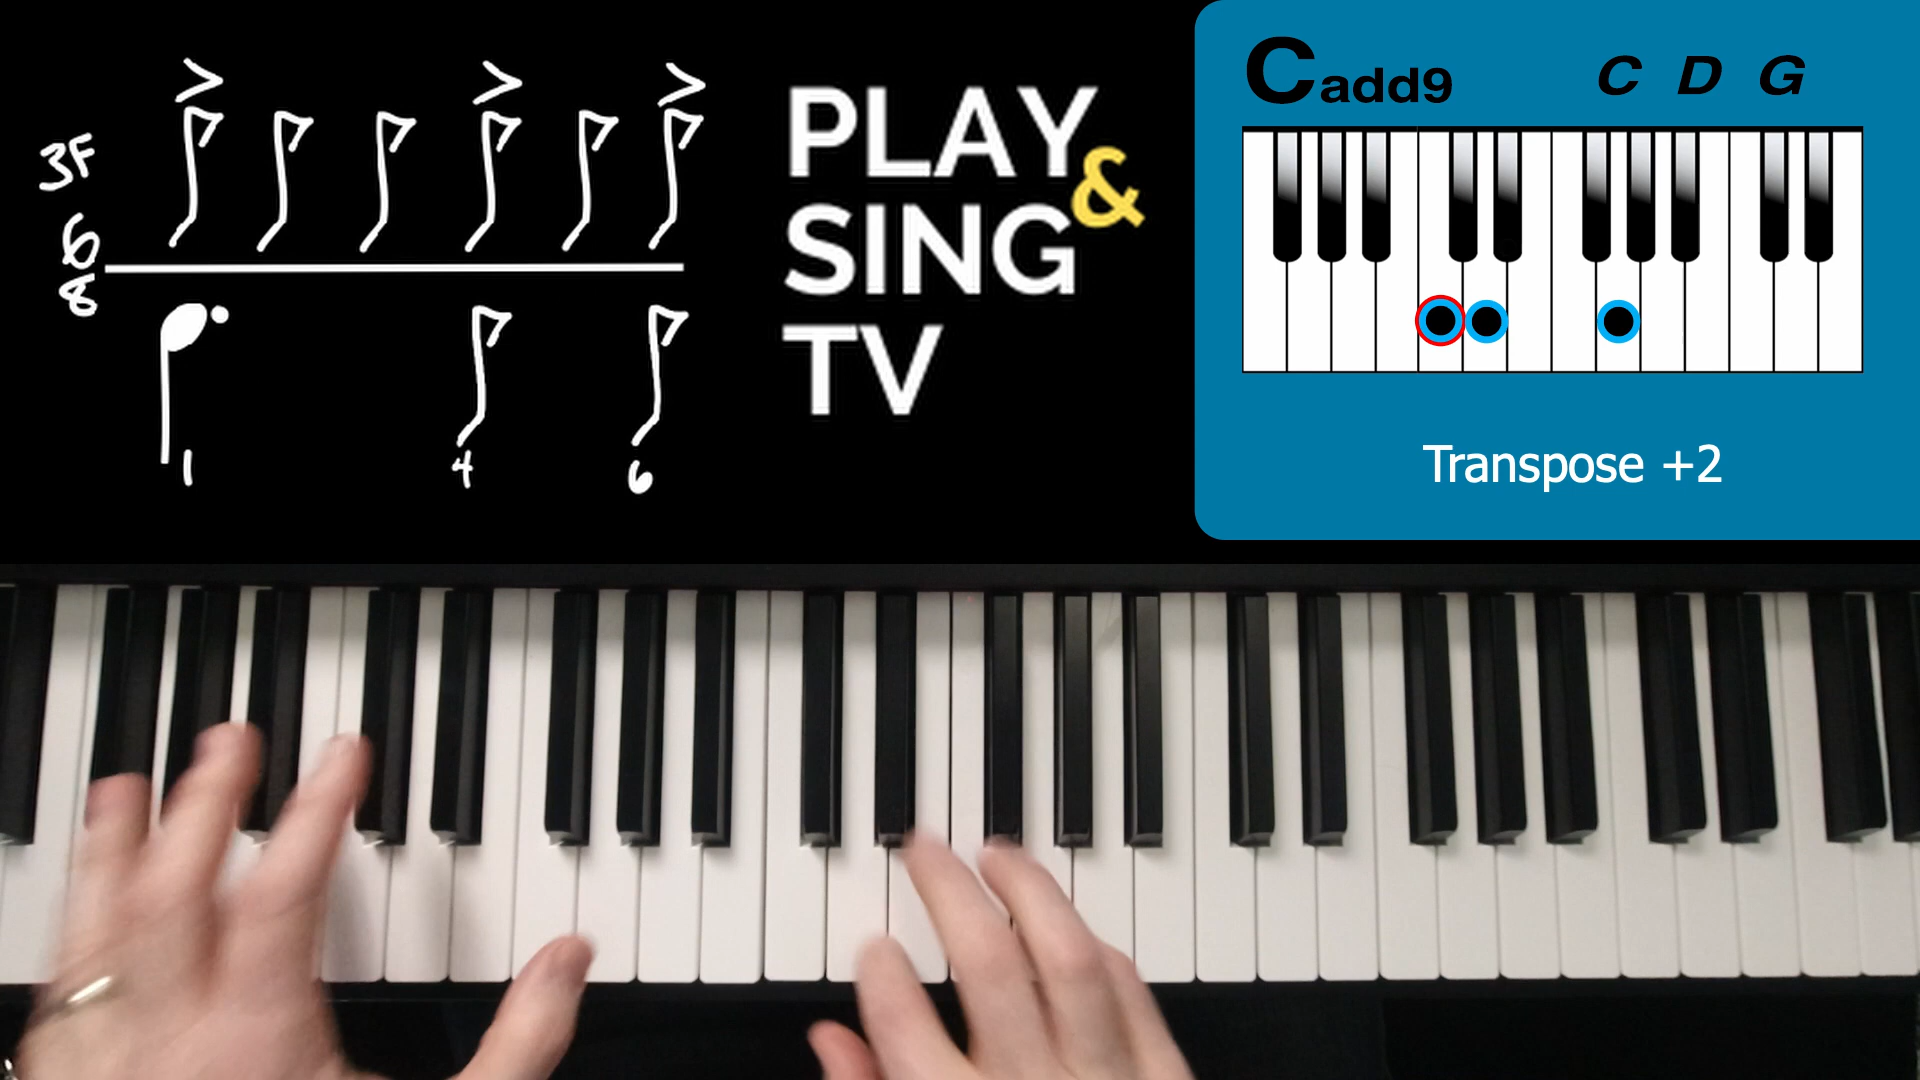 3F
6
8
1 4 6
PLAY
&
SING
TV
Cadd9 C D G
Transpose +2